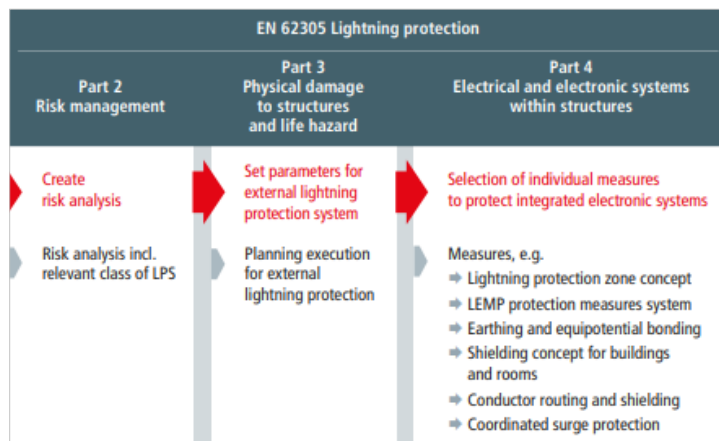 EN 62305 Lightning protection
Part 2
Risk management
Part 3
Physical damage
to structures
and life hazard
Part 4
Electrical and electronic systems
within structures
Create
risk analysis
Set parameters for
external lightning
protection system
Selection of individual measures
to protect integrated electronic systems
Risk analysis incl.
relevant class of LPS
Planning execution
for external
lightning protection
Measures, e.g.
Lightning protection zone concept
LEMP protection measures system
Earthing and equipotential bonding
Shielding concept for buildings
and rooms
Conductor routing and shielding
Coordinated surge protection